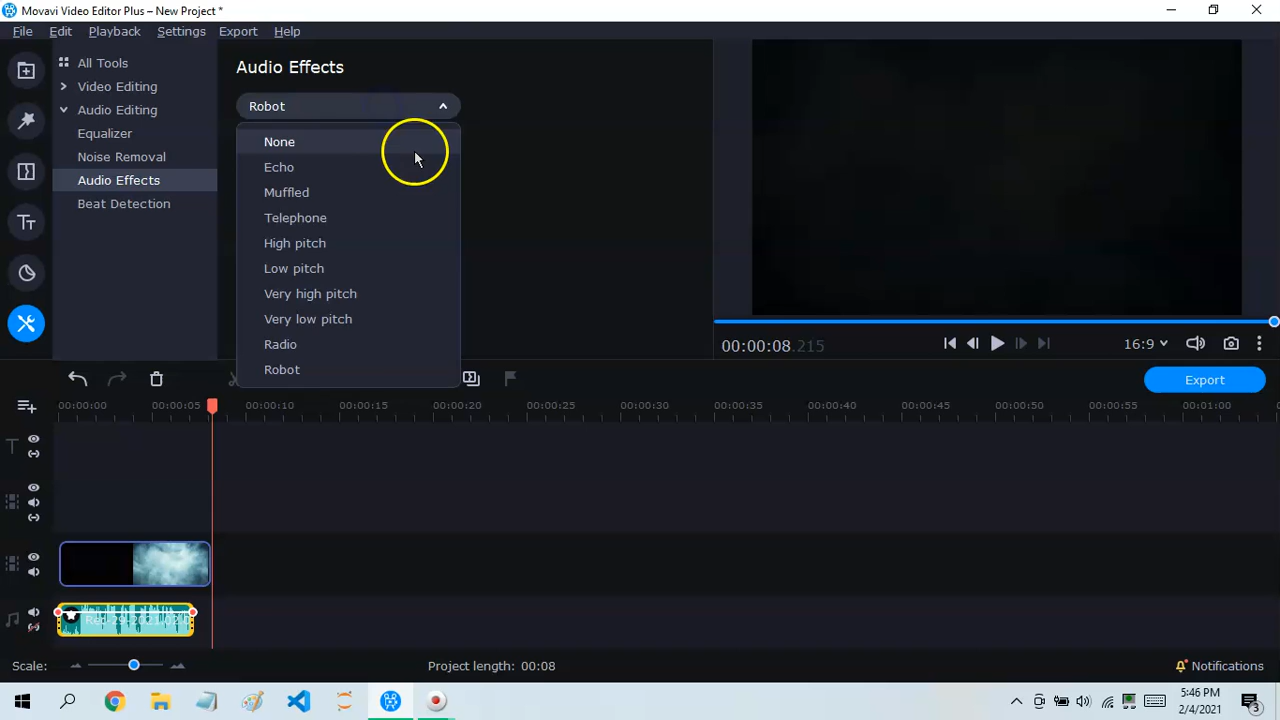 Movavi Video Editor Plus – New Project *
File Edit Playback Settings Export Help
All Tools
Video Editing
Audio Editing
Equalizer
Noise Removal
Audio Effects
Beat Detection
Audio Effects
Robot
None
Echo
Muffled
Telephone
High pitch
Low pitch
Very high pitch
Very low pitch
Radio
Robot
00:00:08.215
16:9
Export
00:00:00 00:00:05 00:00:10 00:00:15 00:00:20 00:00:25 00:00:30 00:00:35 00:00:40 00:00:45 00:00:50 00:00:55 00:01:00
Scale:
Project length: 00:08
Notifications
5:46 PM
2/4/2021
3